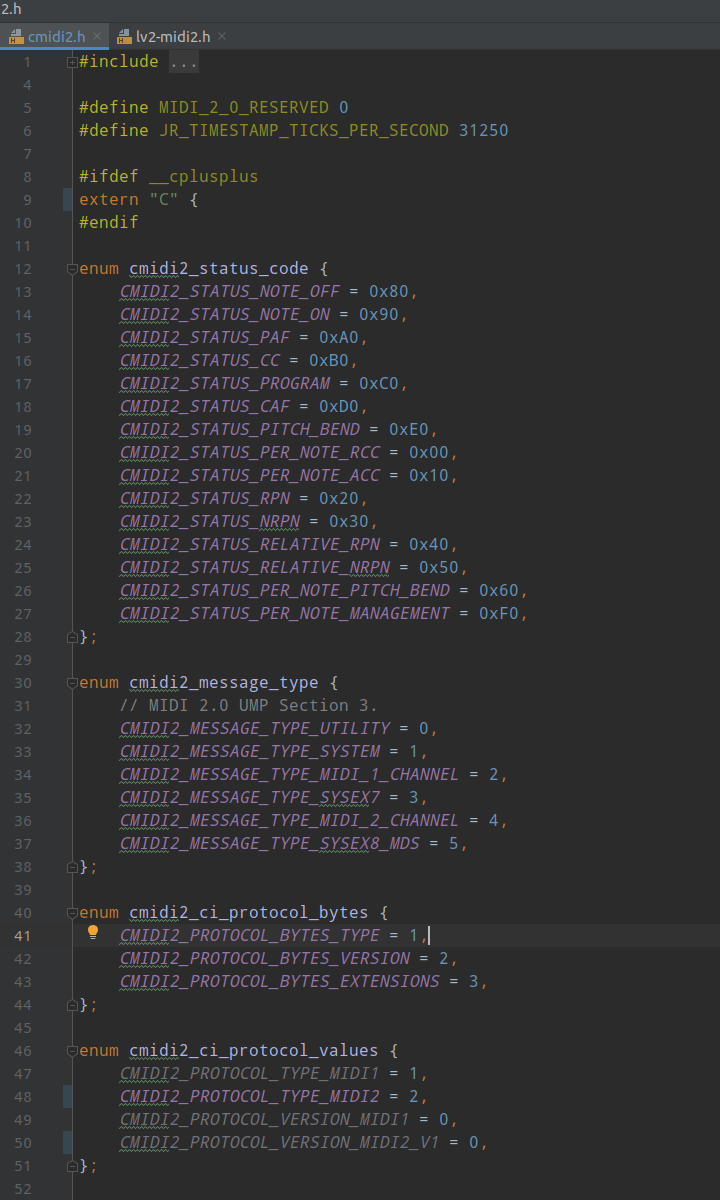 2.h
cmidi2.h × lv2-midi2.h ×
1 #include ...
4
5 #define MIDI_2_0_RESERVED 0
6 #define JR_TIMESTAMP_TICKS_PER_SECOND 31250
7
8 #ifdef __cplusplus
9 extern "C" {
10 #endif
11
12 enum cmidi2_status_code {
13 CMIDI2_STATUS_NOTE_OFF = 0x80,
14 CMIDI2_STATUS_NOTE_ON = 0x90,
15 CMIDI2_STATUS_PAF = 0xA0,
16 CMIDI2_STATUS_CC = 0xB0,
17 CMIDI2_STATUS_PROGRAM = 0xC0,
18 CMIDI2_STATUS_CAF = 0xD0,
19 CMIDI2_STATUS_PITCH_BEND = 0xE0,
20 CMIDI2_STATUS_PER_NOTE_RCC = 0x00,
21 CMIDI2_STATUS_PER_NOTE_ACC = 0x10,
22 CMIDI2_STATUS_RPN = 0x20,
23 CMIDI2_STATUS_NRPN = 0x30,
24 CMIDI2_STATUS_RELATIVE_RPN = 0x40,
25 CMIDI2_STATUS_RELATIVE_NRPN = 0x50,
26 CMIDI2_STATUS_PER_NOTE_PITCH_BEND = 0x60,
27 CMIDI2_STATUS_PER_NOTE_MANAGEMENT = 0xF0,
28 };
29
30 enum cmidi2_message_type {
31 // MIDI 2.0 UMP Section 3.
32 CMIDI2_MESSAGE_TYPE_UTILITY = 0,
33 CMIDI2_MESSAGE_TYPE_SYSTEM = 1,
34 CMIDI2_MESSAGE_TYPE_MIDI_1_CHANNEL = 2,
35 CMIDI2_MESSAGE_TYPE_SYSEX7 = 3,
36 CMIDI2_MESSAGE_TYPE_MIDI_2_CHANNEL = 4,
37 CMIDI2_MESSAGE_TYPE_SYSEX8_MDS = 5,
38 };
39
40 enum cmidi2_ci_protocol_bytes {
41 CMIDI2_PROTOCOL_BYTES_TYPE = 1,
42 CMIDI2_PROTOCOL_BYTES_VERSION = 2,
43 CMIDI2_PROTOCOL_BYTES_EXTENSIONS = 3,
44 };
45
46 enum cmidi2_ci_protocol_values {
47 CMIDI2_PROTOCOL_TYPE_MIDI1 = 1,
48 CMIDI2_PROTOCOL_TYPE_MIDI2 = 2,
49 CMIDI2_PROTOCOL_VERSION_MIDI1 = 0,
50 CMIDI2_PROTOCOL_VERSION_MIDI2_V1 = 0,
51 };
52